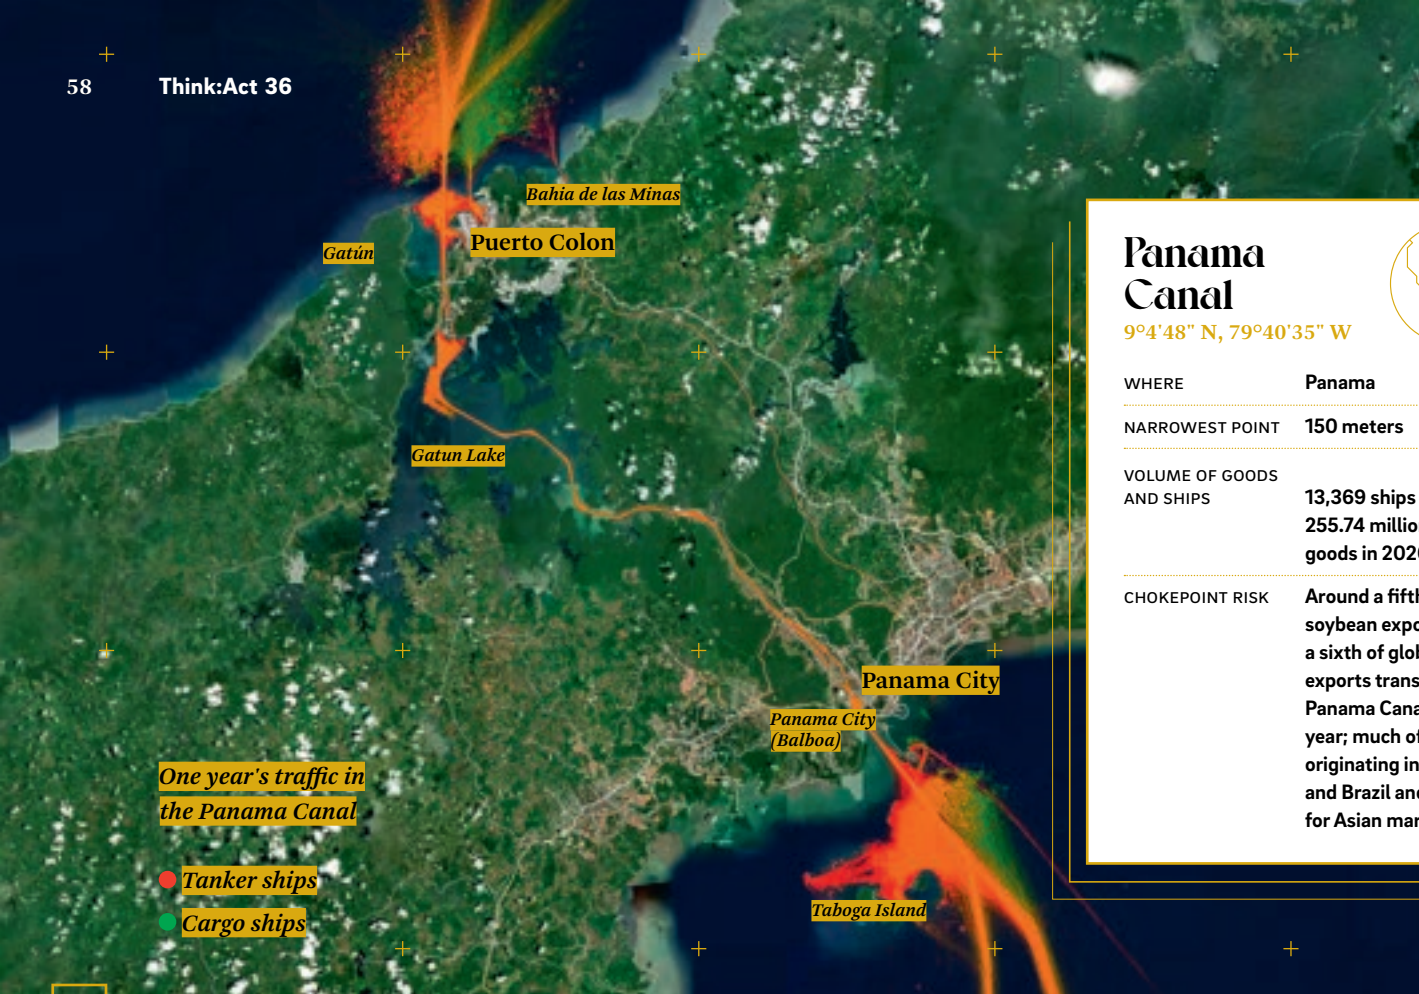 58 Think:Act 36
Bahia de las Minas
Puerto Colon
Gatún
Gatun Lake
Panama City
Panama City
(Balboa)
Taboga Island
One year's traffic in
the Panama Canal
Tanker ships
Cargo ships
Panama
Canal
9°4'48" N, 79°40'35" W
WHERE Panama
NARROWEST POINT 150 meters
VOLUME OF GOODS
AND SHIPS 13,369 ships
255.74 millio
goods in 202
CHOKEPOINT RISK Around a fifth
soybean expo
a sixth of glob
exports trans
Panama Cana
year; much of
originating in
and Brazil and
for Asian mar